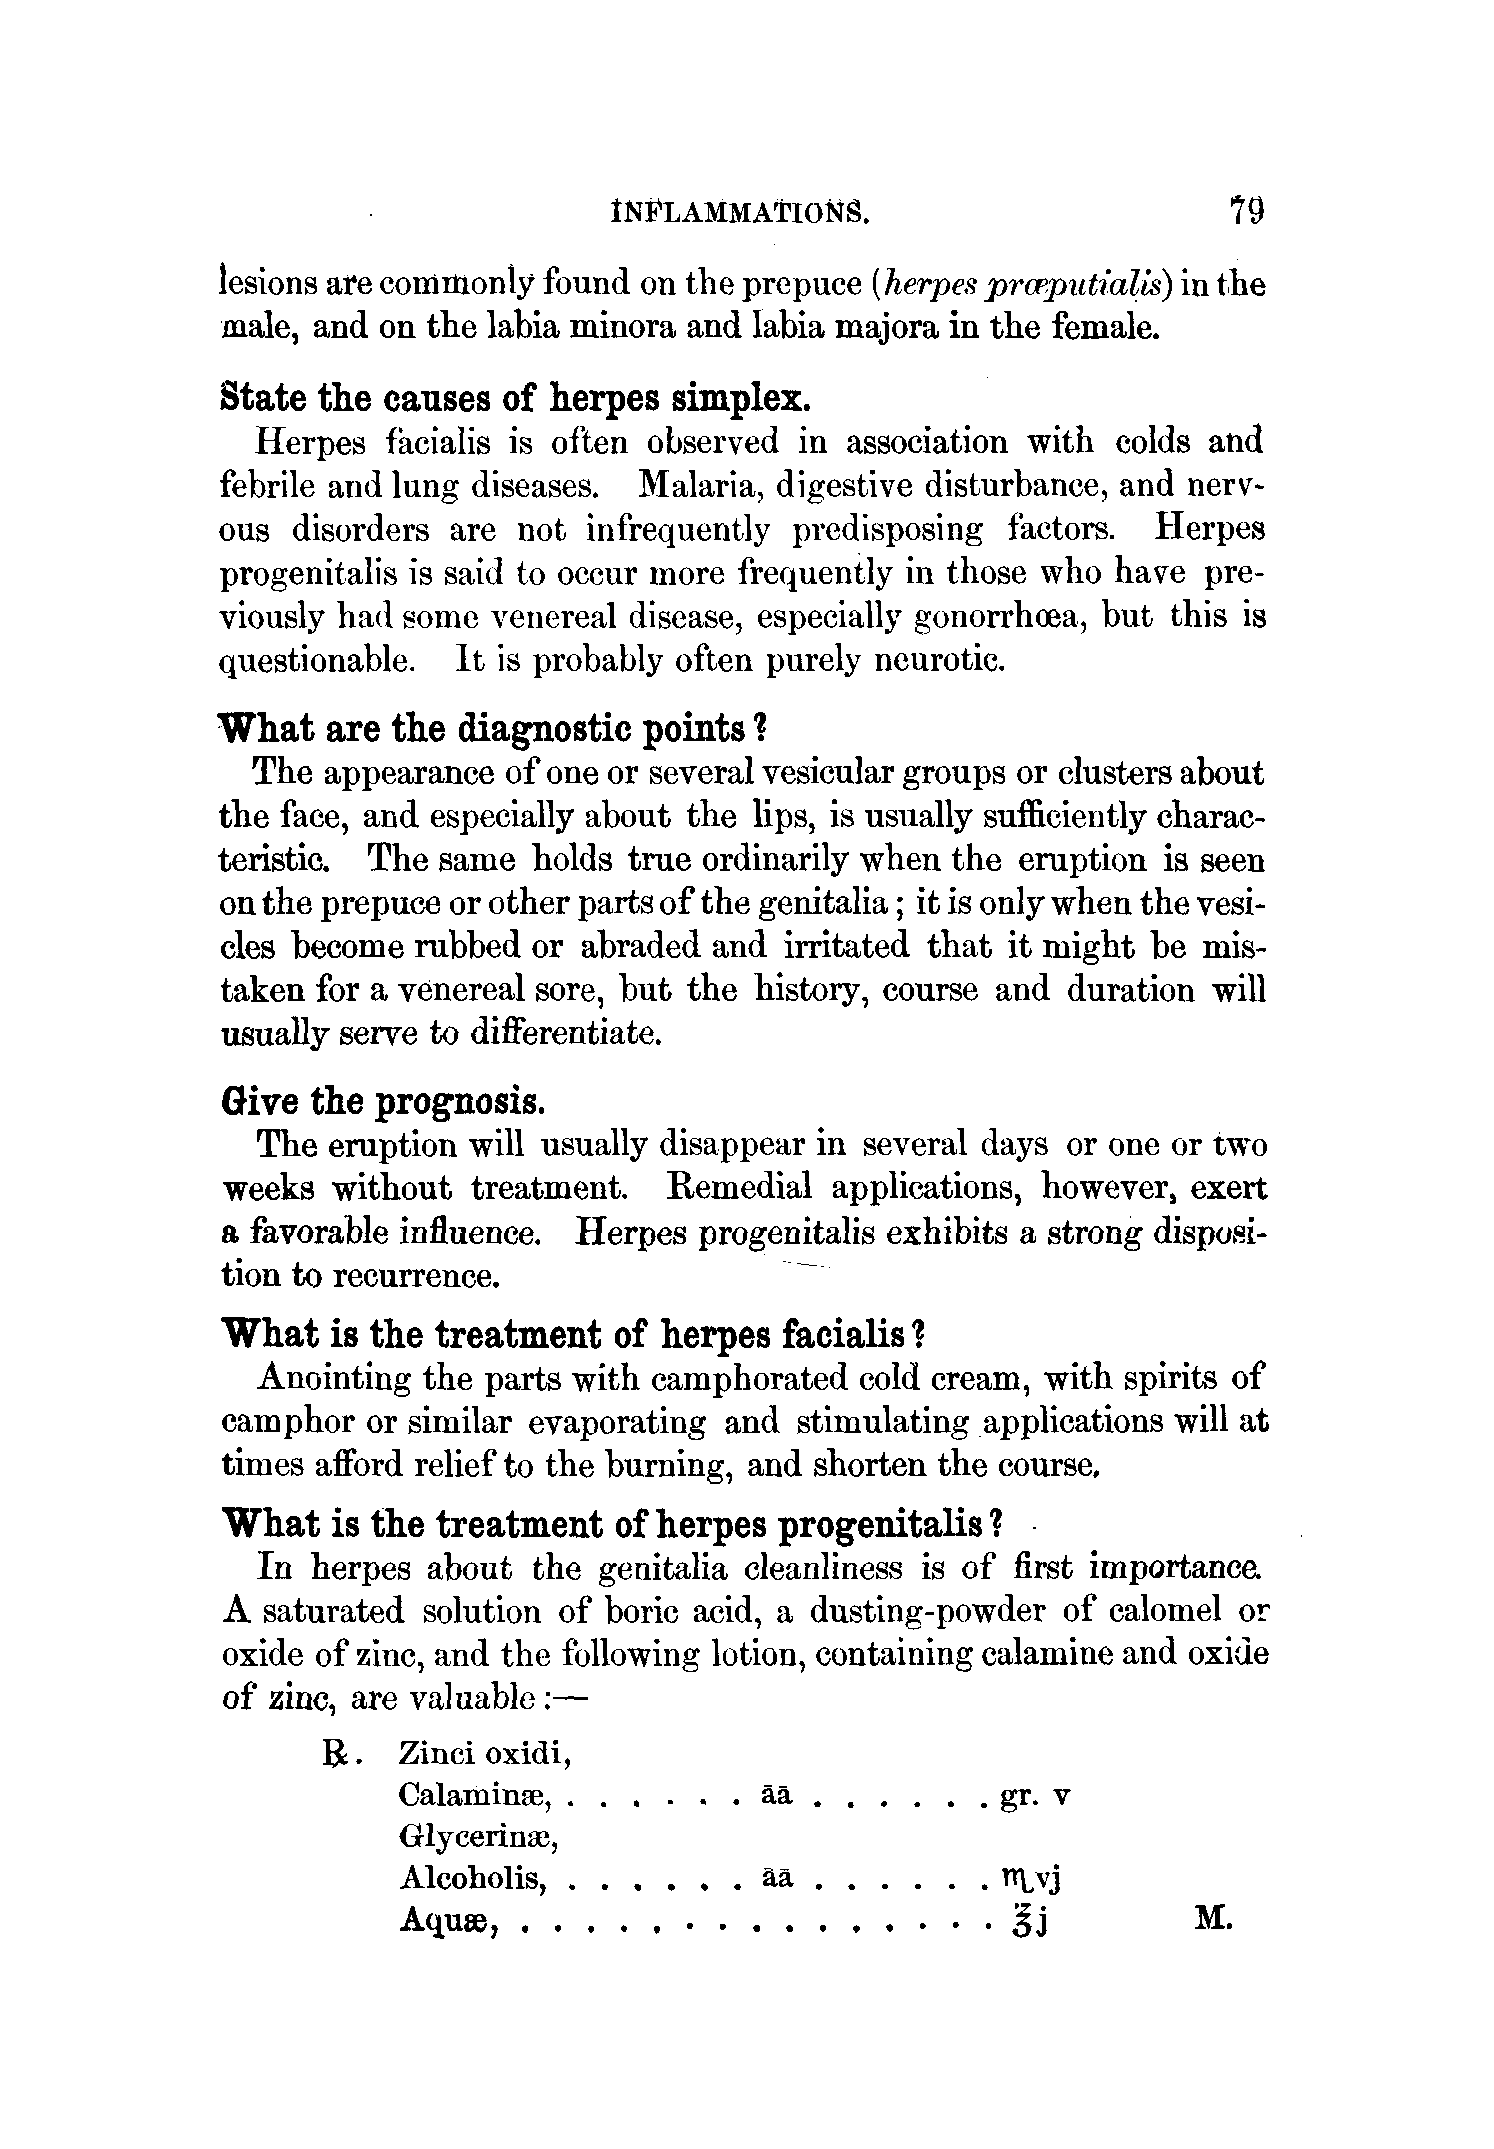 INFLAMMATIONS. 79
lesions are commonly found on the prepuce (herpes præputialis) in the
male, and on the labia minora and labia majora in the female.
State the causes of herpes simplex.
Herpes facialis is often observed in association with colds and
febrile and lung diseases. Malaria, digestive disturbance, and nerv-
ous disorders are not infrequently predisposing factors. Herpes
progenitalis is said to occur more frequently in those who have pre-
viously had some venereal disease, especially gonorrhœa, but this is
questionable. It is probably often purely neurotic.
What are the diagnostic points?
The appearance of one or several vesicular groups or clusters about
the face, and especially about the lips, is usually sufficiently charac-
teristic. The same holds true ordinarily when the eruption is seen
on the prepuce or other parts of the genitalia; it is only when the vesi-
cles become rubbed or abraded and irritated that it might be mis-
taken for a venereal sore, but the history, course and duration will
usually serve to differentiate.
Give the prognosis.
The eruption will usually disappear in several days or one or two
weeks without treatment. Remedial applications, however, exert
a favorable influence. Herpes progenitalis exhibits a strong disposi-
tion to recurrence.
What is the treatment of herpes facialis?
Anointing the parts with camphorated cold cream, with spirits of
camphor or similar evaporating and stimulating applications will at
times afford relief to the burning, and shorten the course.
What is the treatment of herpes progenitalis?
In herpes about the genitalia cleanliness is of first importance.
A saturated solution of boric acid, a dusting-powder of calomel or
oxide of zinc, and the following lotion, containing calamine and oxide
of zinc, are valuable:—
℞. Zinci oxidi,
Calaminæ, . . . . . . āā . . . . . . gr. v
Glycerinæ,
Alcoholis, . . . . . . āā . . . . . . ♏vj
Aquæ, . . . . . . . . . . . . . . . ℥j M.